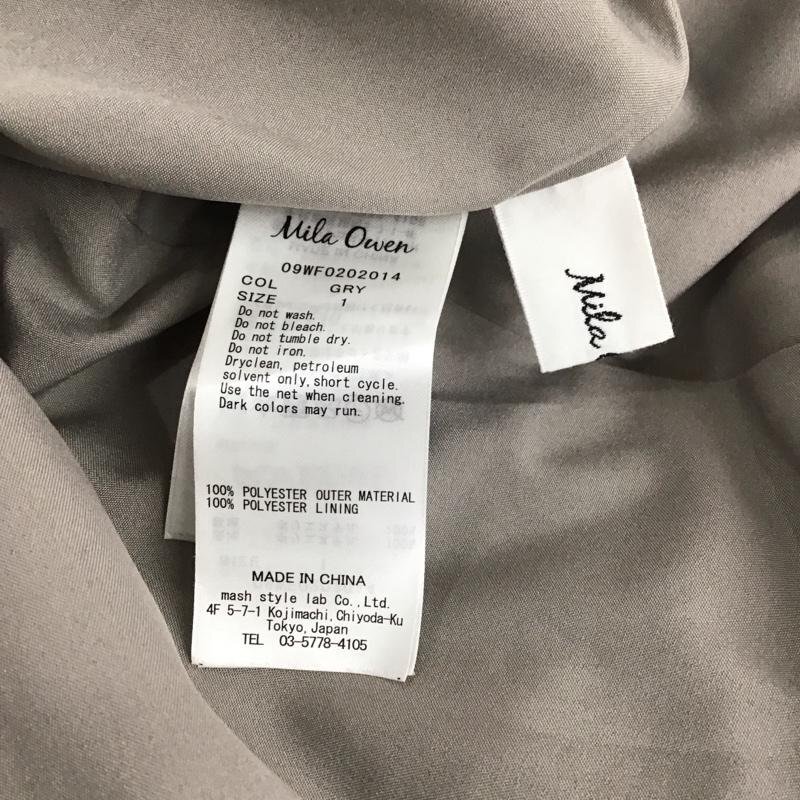 Mila Owen
09WF0202014
COL GRY
SIZE 1
Do not wash.
Do not bleach.
Do not tumble dry.
Do not iron.
Dryclean, petroleum
solvent only, short cycle.
Use the net when cleaning.
Dark colors may run.
100% POLYESTER OUTER MATERIAL
100% POLYESTER LINING
MADE IN CHINA
mash style lab Co., Ltd.
4F 5-7-1 Kojimachi, Chiyoda-Ku
Tokyo, Japan
TEL 03-5778-4105
Mila